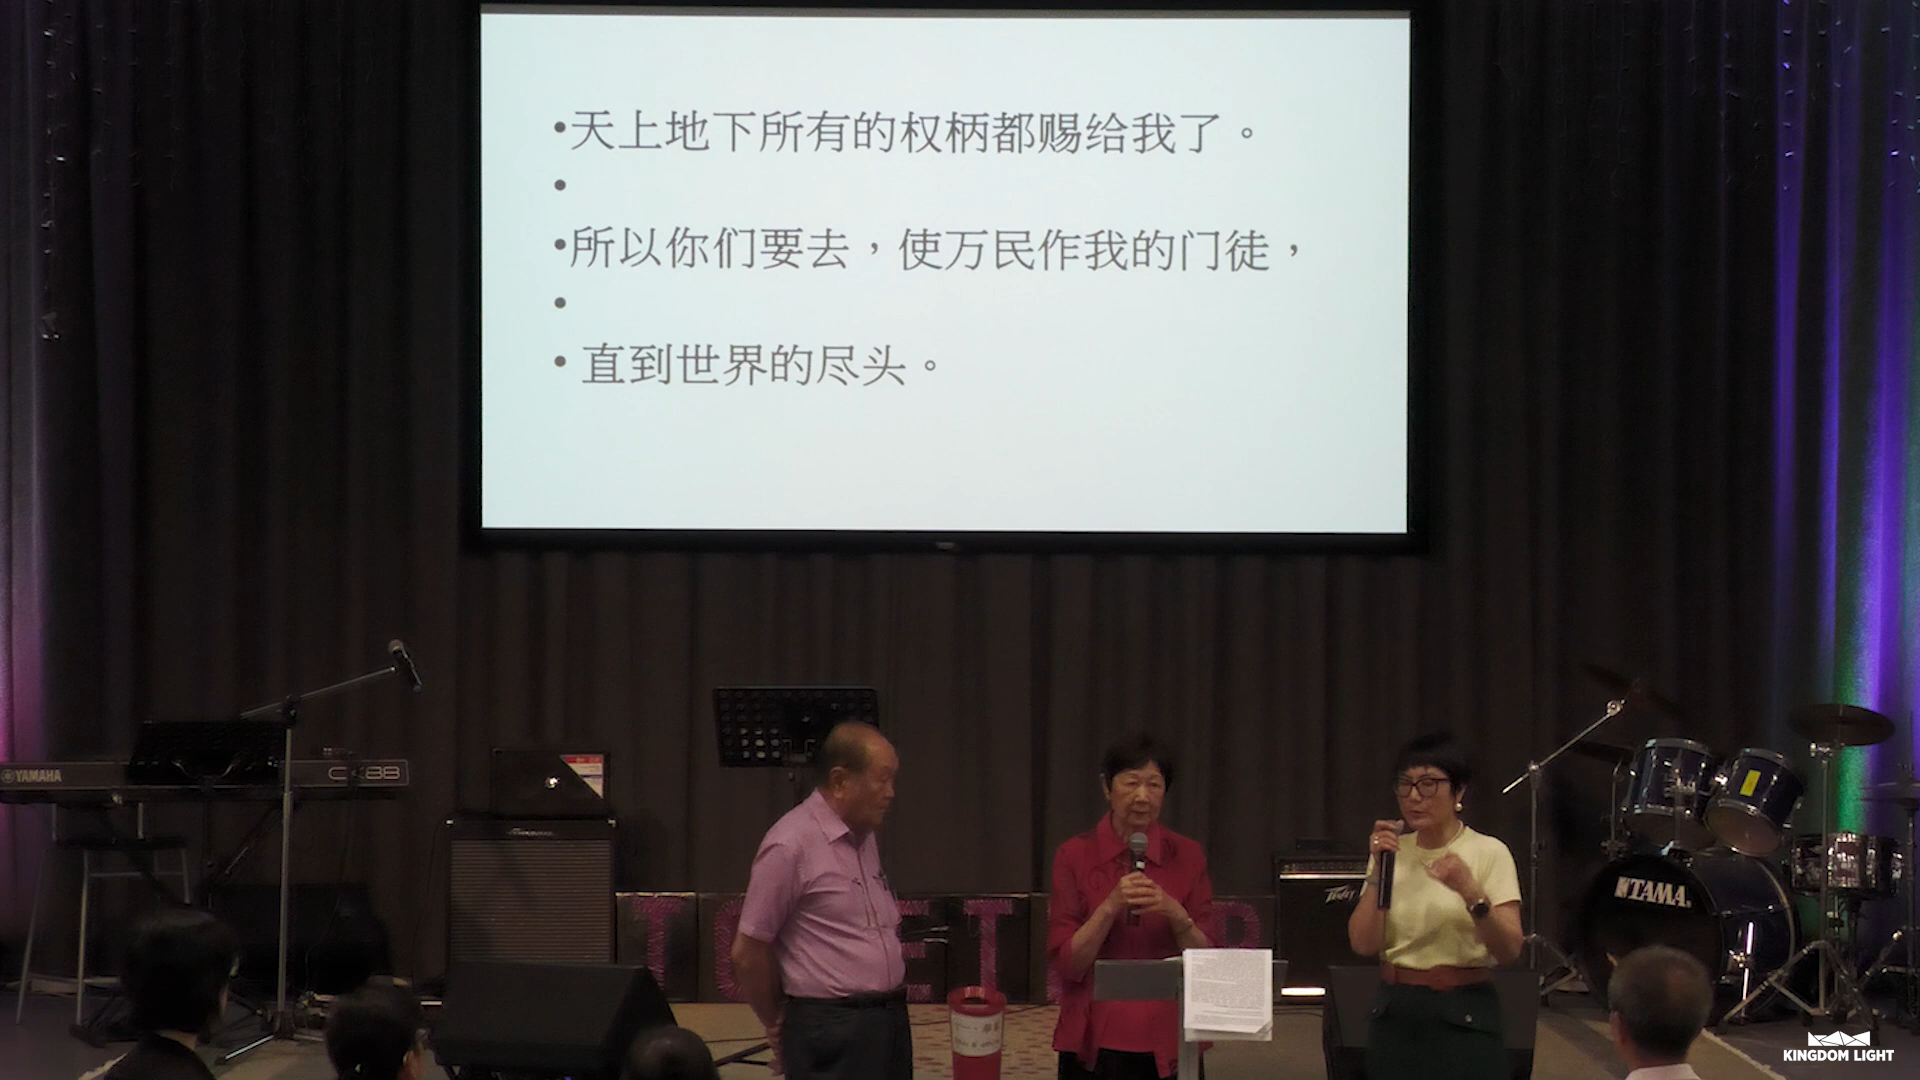 •天上地下所有的权柄都赐给我了。
•
•所以你们要去，使万民作我的门徒，
•
• 直到世界的尽头。
YAMAHA
CK88
PEAVEY
TAMA
KINGDOM LIGHT